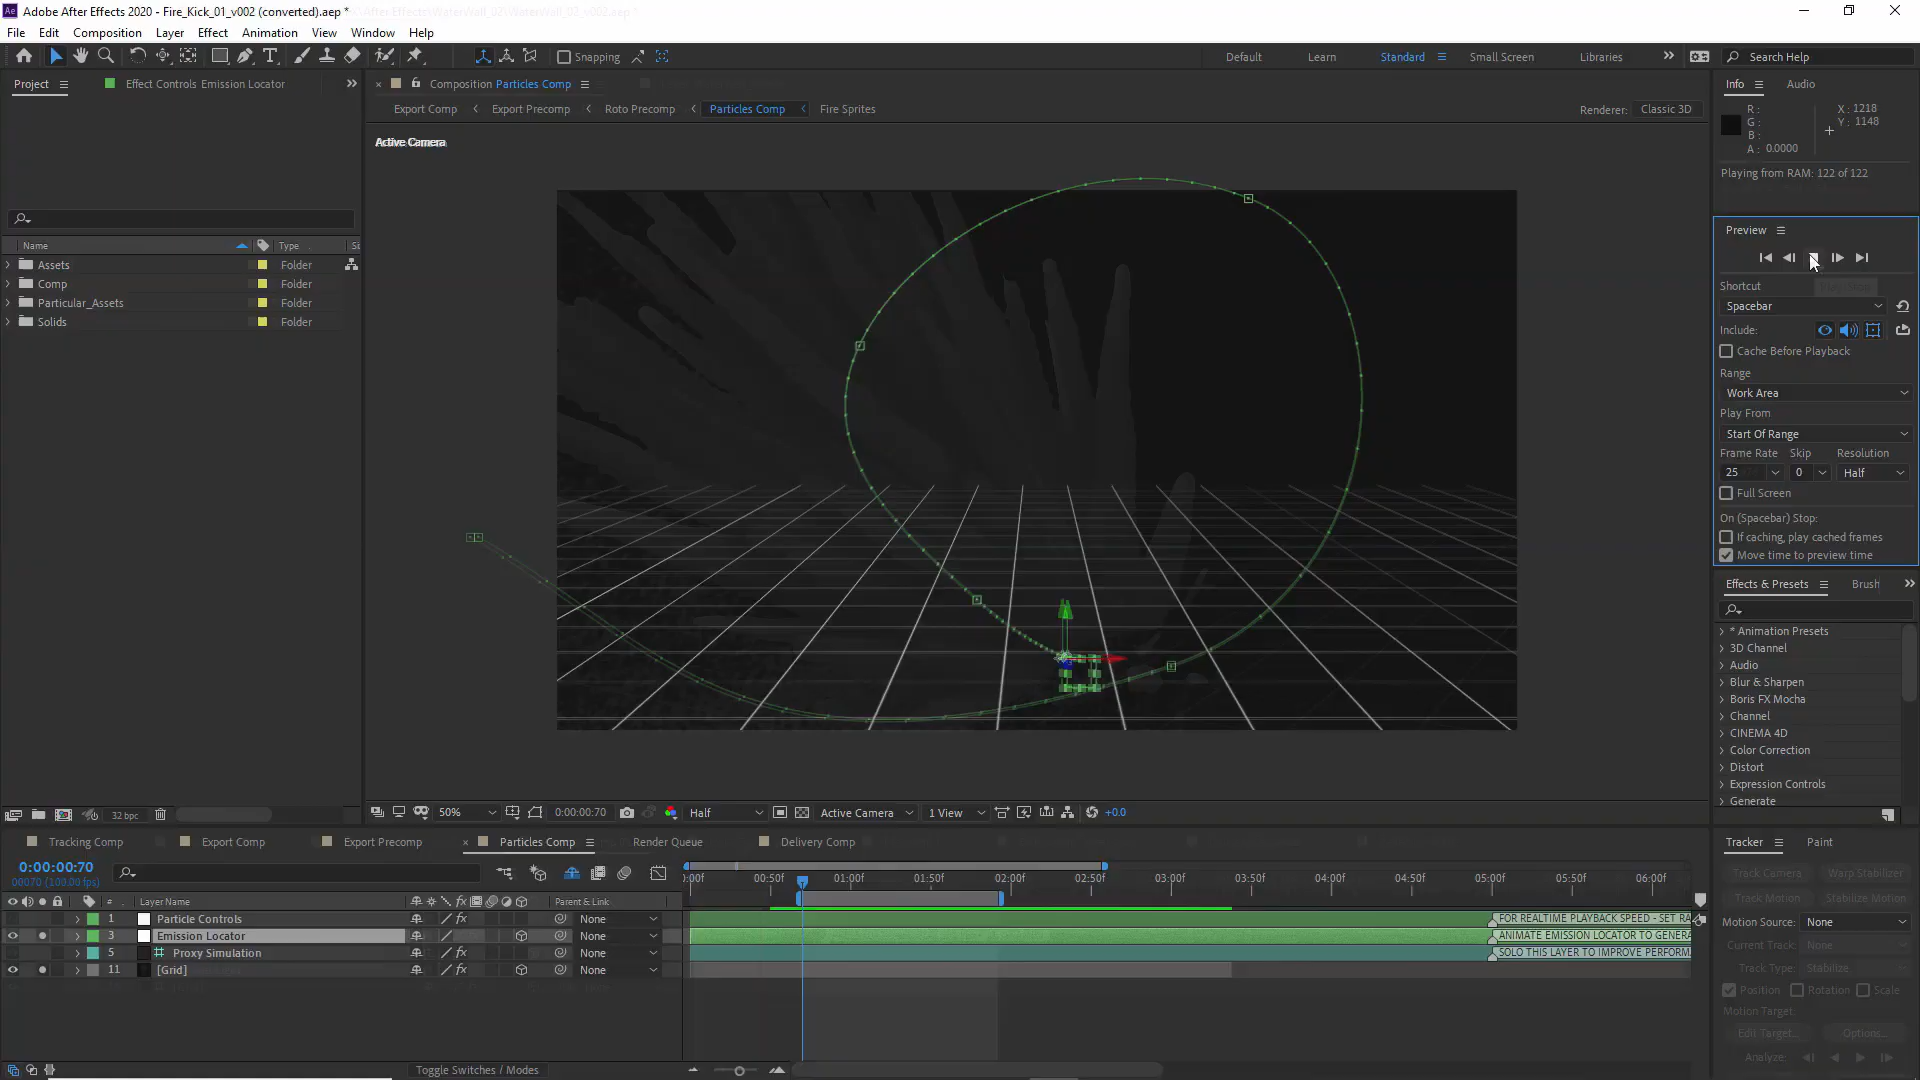 Adobe After Effects 2020 - Fire_Kick_01_v002 (converted).aep *
File Edit Composition Layer Effect Animation View Window Help
Snapping
Default Learn Standard Small Screen Libraries Search Help
Project Effect Controls Emission Locator
Composition Particles Comp
Info Audio
Export Comp Export Precomp Roto Precomp Particles Comp Fire Sprites
Renderer: Classic 3D
R :
G :
B :
A : 0.0000
X : 1218
Y : 1148
Active Camera
Playing from RAM: 122 of 122
Preview
Shortcut
Spacebar
Include:
Cache Before Playback
Range
Work Area
Play From
Start Of Range
Frame Rate Skip Resolution
25 0 Half
Full Screen
On (Spacebar) Stop:
If caching, play cached frames
Move time to preview time
Name Type
Assets Folder
Comp Folder
Particular_Assets Folder
Solids Folder
Effects & Presets Brush
* Animation Presets
3D Channel
Audio
Blur & Sharpen
Boris FX Mocha
Channel
CINEMA 4D
Color Correction
Distort
Expression Controls
Generate
32 bpc
50% 0:00:00:70 Half Active Camera 1 View +0.0
Tracking Comp Export Comp Export Precomp Particles Comp Render Queue Delivery Comp
0:00:00:70
00070 (100.00 fps)
:00f 00:50f 01:00f 01:50f 02:00f 02:50f 03:00f 03:50f 04:00f 04:50f 05:00f 05:50f 06:00f
# Layer Name Parent & Link
1 Particle Controls None FOR REALTIME PLAYBACK SPEED - SET RA
3 Emission Locator None ANIMATE EMISSION LOCATOR TO GENERA
5 Proxy Simulation None SOLO THIS LAYER TO IMPROVE PERFORM
11 [Grid] None
Toggle Switches / Modes
Tracker Paint
Track Camera Warp Stabilizer
Track Motion Stabilize Motion
Motion Source: None
Current Track: None
Track Type: Stabilize
Position Rotation Scale
Motion Target:
Edit Target... Options...
Analyze: